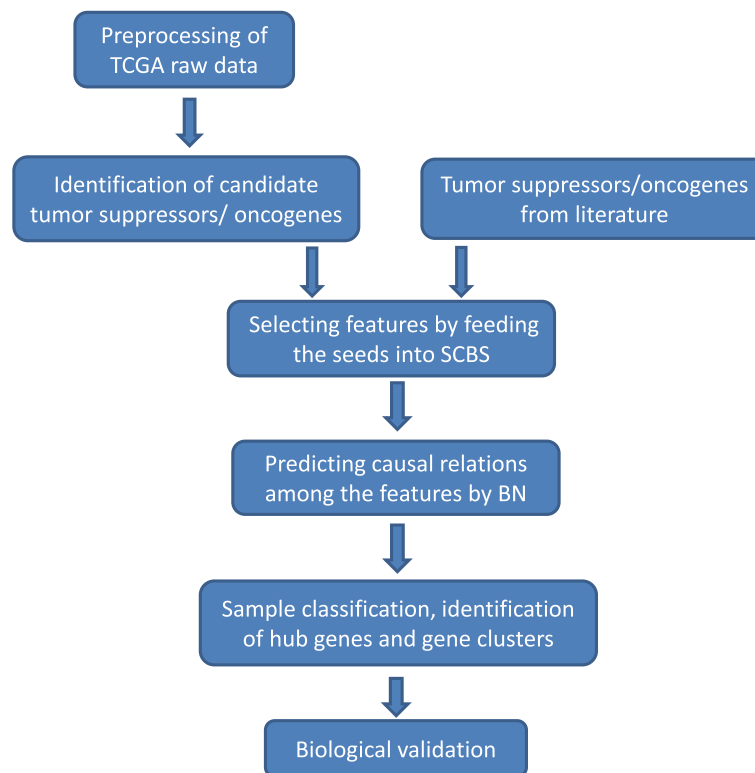 Preprocessing of
TCGA raw data
Identification of candidate
tumor suppressors/ oncogenes
Tumor suppressors/oncogenes
from literature
Selecting features by feeding
the seeds into SCBS
Predicting causal relations
among the features by BN
Sample classification, identification
of hub genes and gene clusters
Biological validation